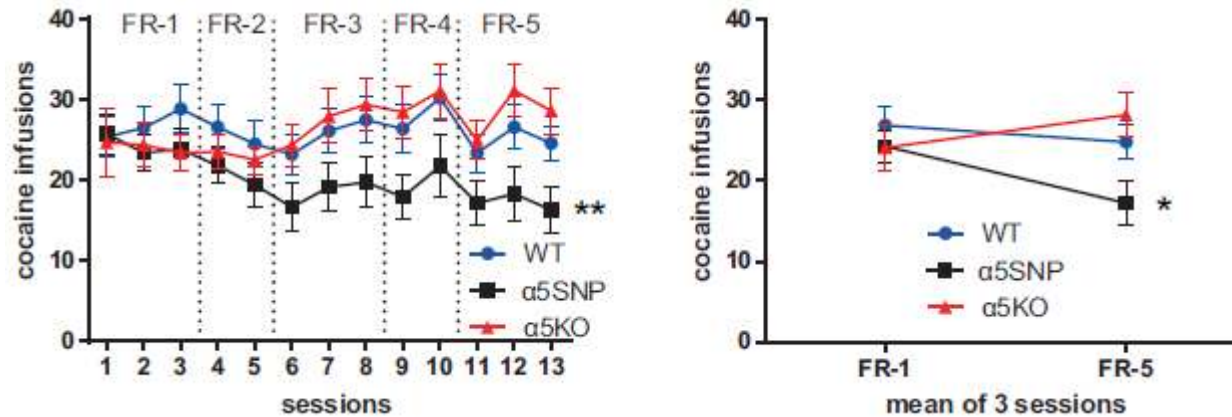 40
30
20
10
0
cocaine infusions
FR-1 FR-2 FR-3 FR-4 FR-5
**
WT
α5SNP
α5KO
1 2 3 4 5 6 7 8 9 10 11 12 13
sessions
40
30
20
10
0
cocaine infusions
*
WT
α5SNP
α5KO
FR-1 FR-5
mean of 3 sessions